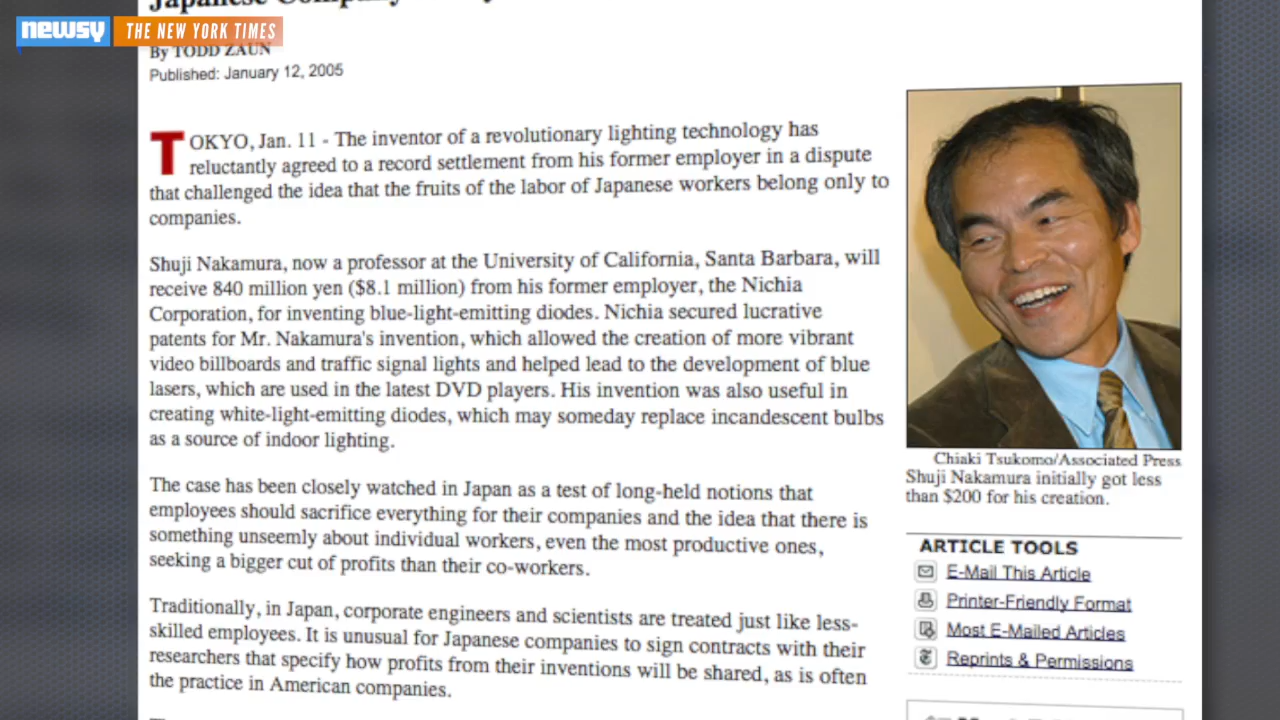 newsy THE NEW YORK TIMES
Japanese Company
By TODD ZAUN
Published: January 12, 2005
TOKYO, Jan. 11 - The inventor of a revolutionary lighting technology has
reluctantly agreed to a record settlement from his former employer in a dispute
that challenged the idea that the fruits of the labor of Japanese workers belong only to
companies.
Shuji Nakamura, now a professor at the University of California, Santa Barbara, will
receive 840 million yen ($8.1 million) from his former employer, the Nichia
Corporation, for inventing blue-light-emitting diodes. Nichia secured lucrative
patents for Mr. Nakamura's invention, which allowed the creation of more vibrant
video billboards and traffic signal lights and helped lead to the development of blue
lasers, which are used in the latest DVD players. His invention was also useful in
creating white-light-emitting diodes, which may someday replace incandescent bulbs
as a source of indoor lighting.
The case has been closely watched in Japan as a test of long-held notions that
employees should sacrifice everything for their companies and the idea that there is
something unseemly about individual workers, even the most productive ones,
seeking a bigger cut of profits than their co-workers.
Traditionally, in Japan, corporate engineers and scientists are treated just like less-
skilled employees. It is unusual for Japanese companies to sign contracts with their
researchers that specify how profits from their inventions will be shared, as is often
the practice in American companies.
Chiaki Tsukomo/Associated Press
Shuji Nakamura initially got less
than $200 for his creation.
ARTICLE TOOLS
E-Mail This Article
Printer-Friendly Format
Most E-Mailed Articles
Reprints & Permissions